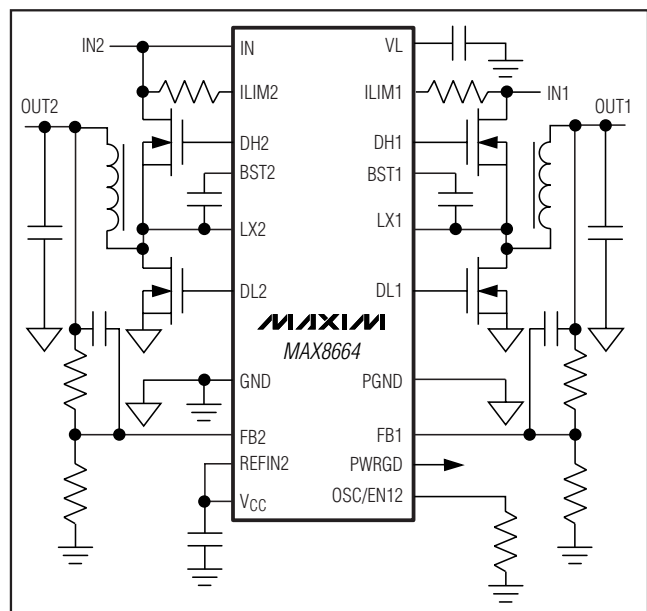 IN2
IN
VL
ILIM2
ILIM1
IN1
OUT2
OUT1
DH2
DH1
BST2
BST1
LX2
LX1
DL2
DL1
MAXIM
MAX8664
GND
PGND
FB2
FB1
REFIN2
PWRGD
VCC
OSC/EN12